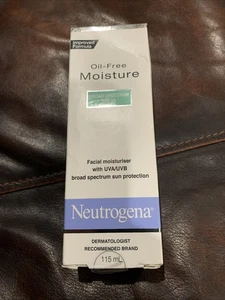 Improved
Formula
Oil-Free
Moisture
Facial moisturiser
with UVA/UVB
broad spectrum sun protection
Neutrogena®
DERMATOLOGIST
RECOMMENDED BRAND
115 mL